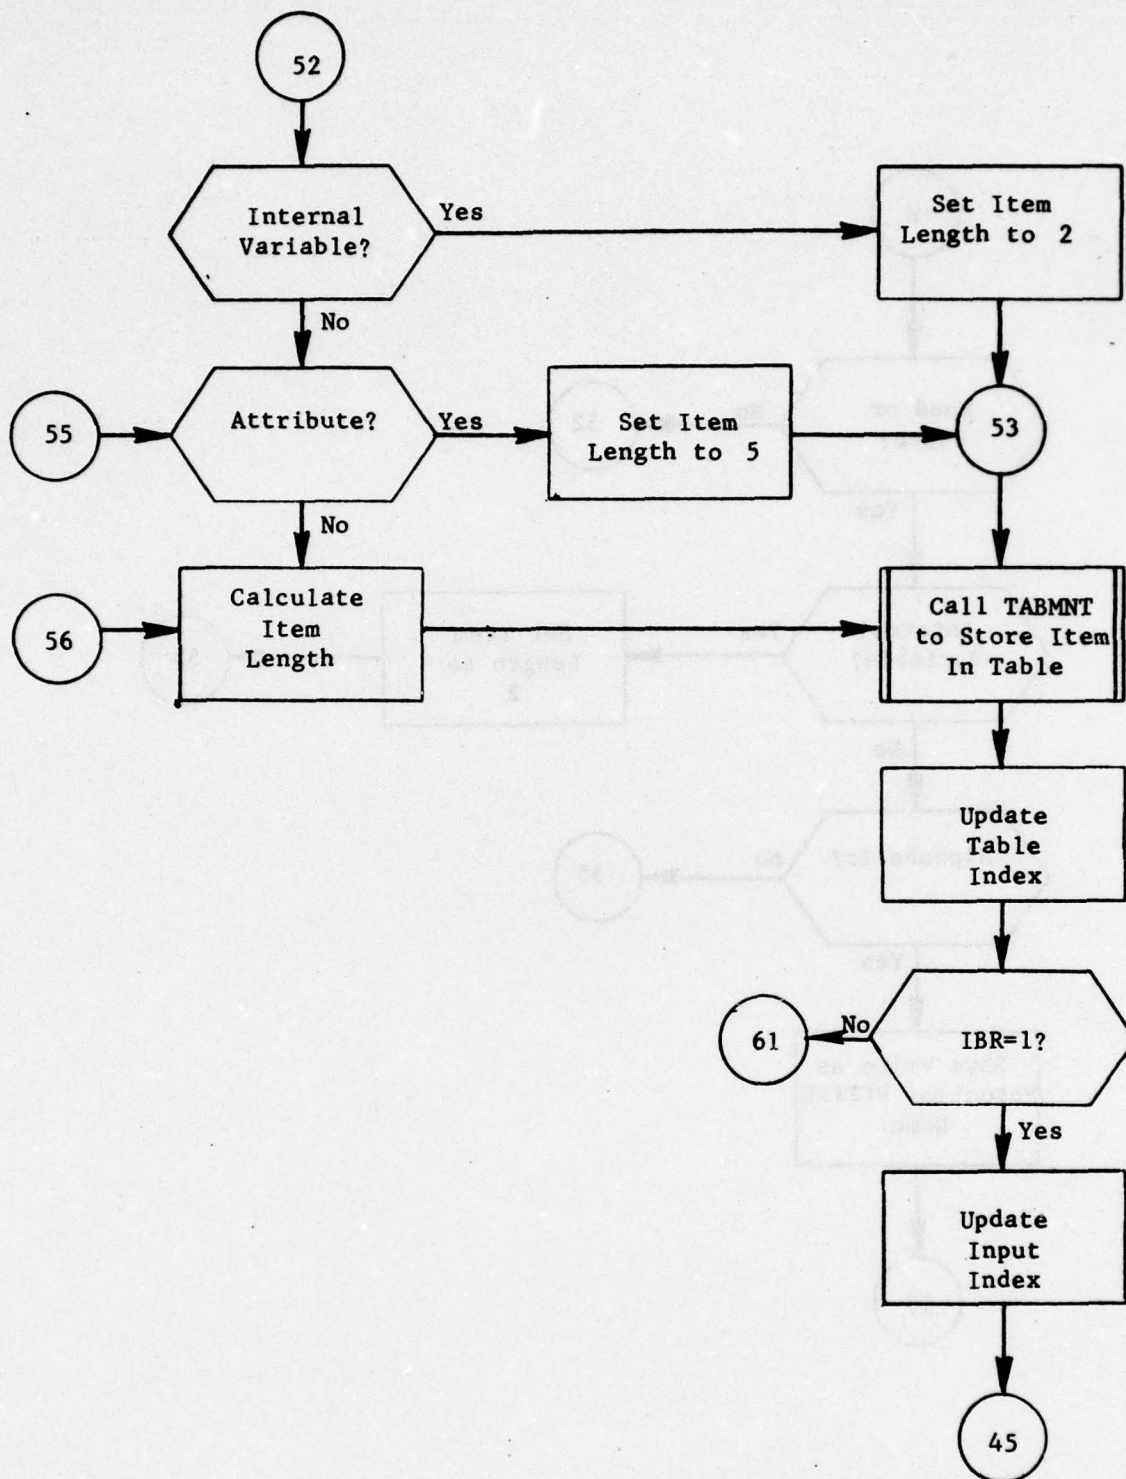 52
Internal
Variable?
Yes
Set Item
Length to 2
No
55
Attribute?
Yes
Set Item
Length to 5
53
No
56
Calculate
Item
Length
Call TABMNT
to Store Item
In Table
Update
Table
Index
61
No
IBR=1?
Yes
Update
Input
Index
45